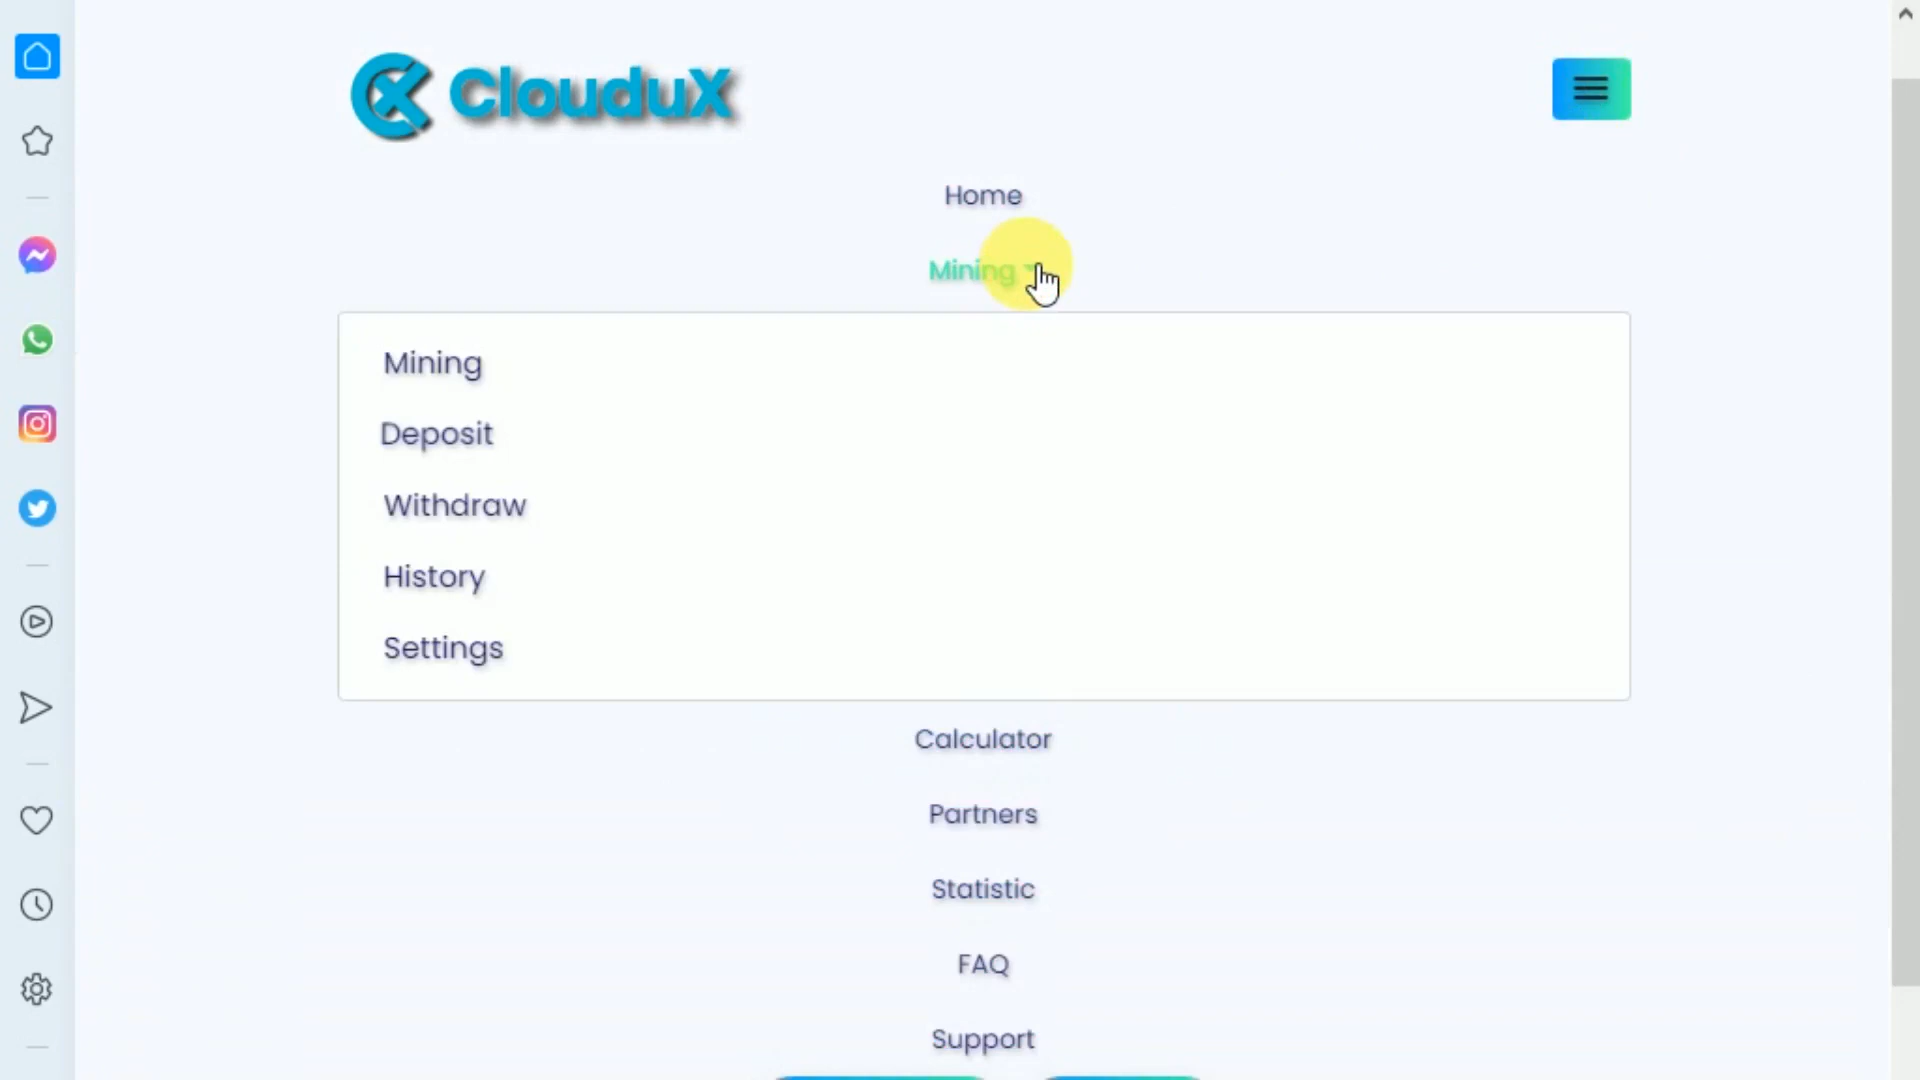 ClouduX
Home
Mining
Mining
Deposit
Withdraw
History
Settings
Calculator
Partners
Statistic
FAQ
Support